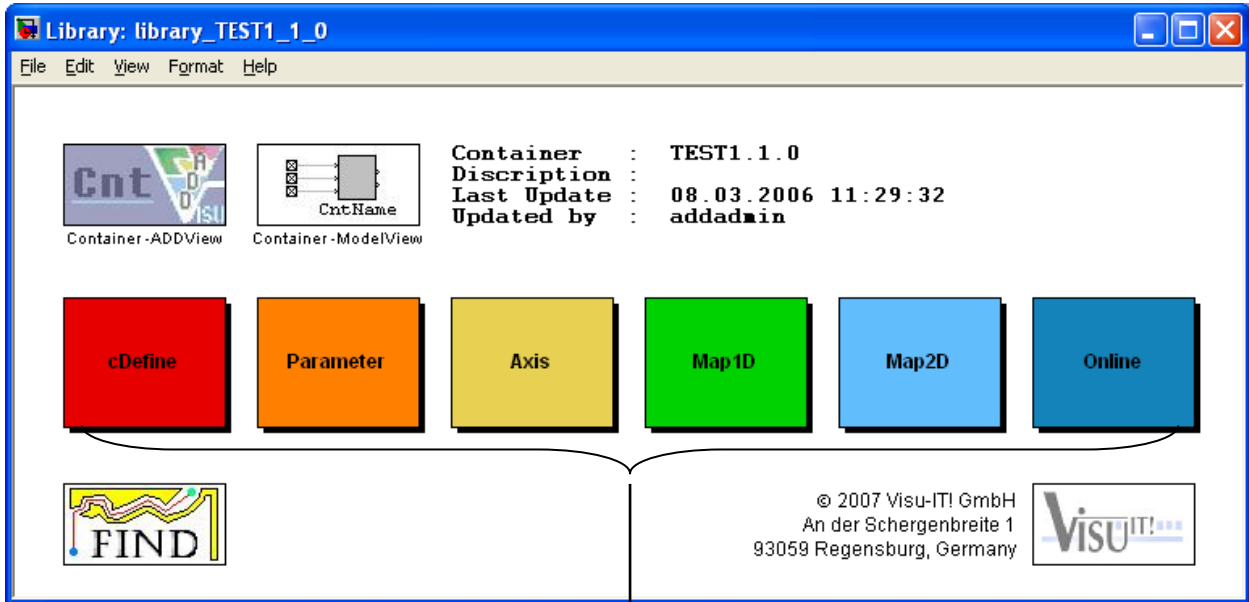 Library: library_TEST1_1_0
File Edit View Format Help
Cnt ADD Visu
CntName
Container-ADDView
Container-ModelView
Container : TEST1.1.0
Discription :
Last Update : 08.03.2006 11:29:32
Updated by : addadmin
cDefine
Parameter
Axis
Map1D
Map2D
Online
FIND
© 2007 Visu-IT! GmbH
An der Schergenbreite 1
93059 Regensburg, Germany
VISU IT!